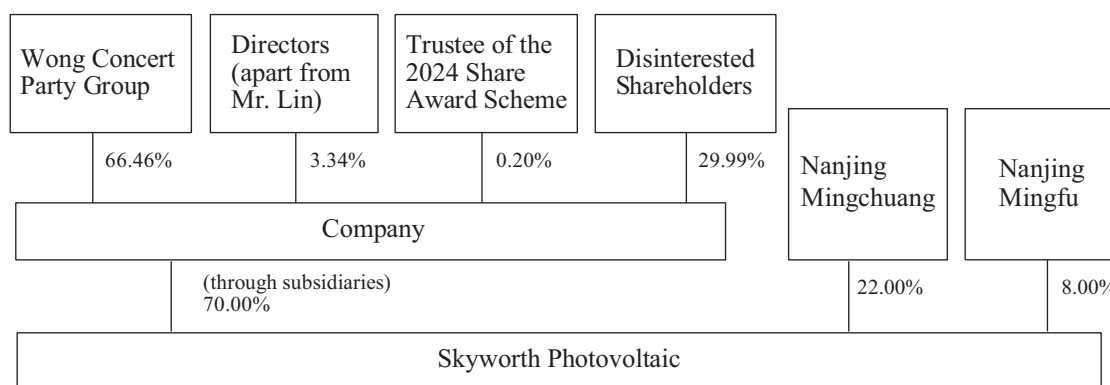 Wong Concert
Party Group
Directors
(apart from
Mr. Lin)
Trustee of the
2024 Share
Award Scheme
Disinterested
Shareholders
66.46%
3.34%
0.20%
29.99%
Nanjing
Mingchuang
Nanjing
Mingfu
Company
(through subsidiaries)
70.00%
22.00%
8.00%
Skyworth Photovoltaic